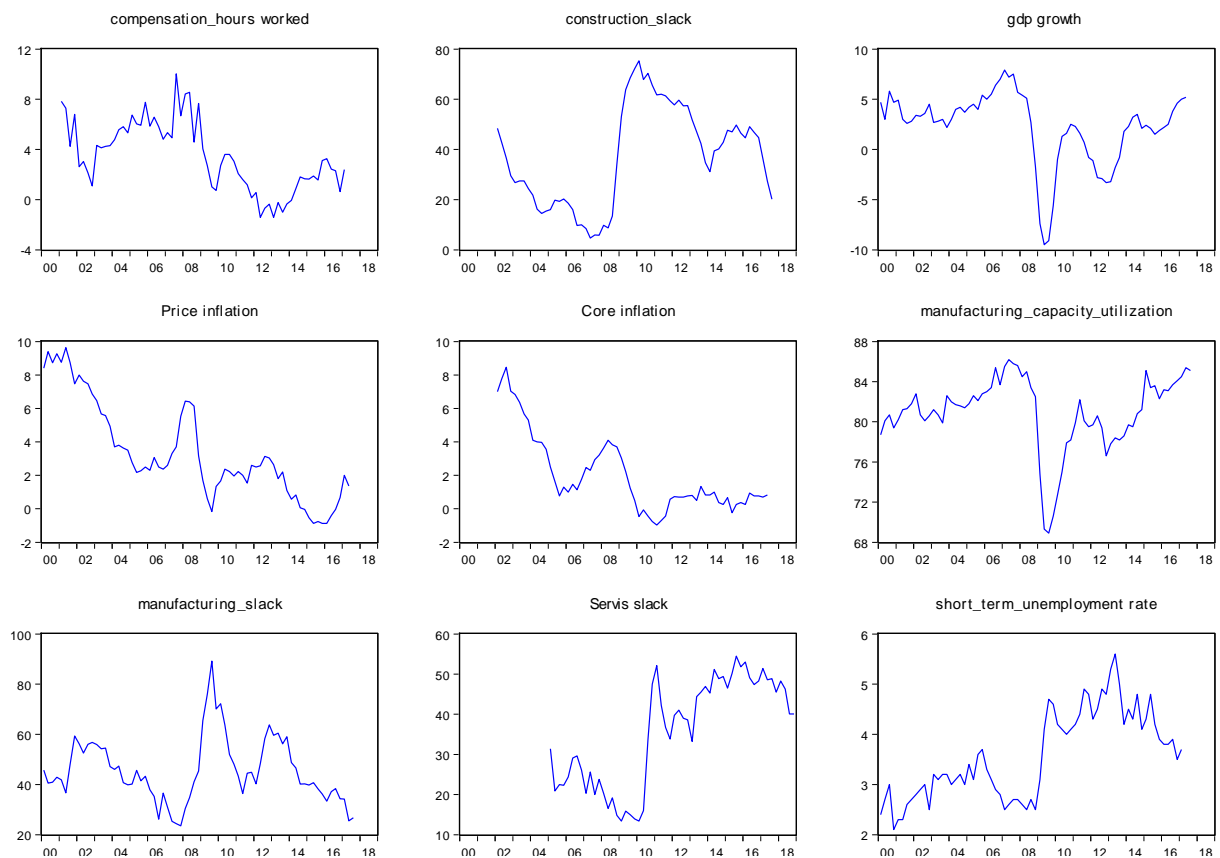 compensation_hours worked
construction_slack
gdp growth
12
8
4
0
-4
00 02 04 06 08 10 12 14 16 18
80
60
40
20
0
00 02 04 06 08 10 12 14 16 18
10
5
0
-5
-10
00 02 04 06 08 10 12 14 16 18
Price inflation
Core inflation
manufacturing_capacity_utilization
10
8
6
4
2
0
-2
00 02 04 06 08 10 12 14 16 18
10
8
6
4
2
0
-2
00 02 04 06 08 10 12 14 16 18
88
84
80
76
72
68
00 02 04 06 08 10 12 14 16 18
manufacturing_slack
Servis slack
short_term_unemployment rate
100
80
60
40
20
00 02 04 06 08 10 12 14 16 18
60
50
40
30
20
10
00 02 04 06 08 10 12 14 16 18
6
5
4
3
2
00 02 04 06 08 10 12 14 16 18